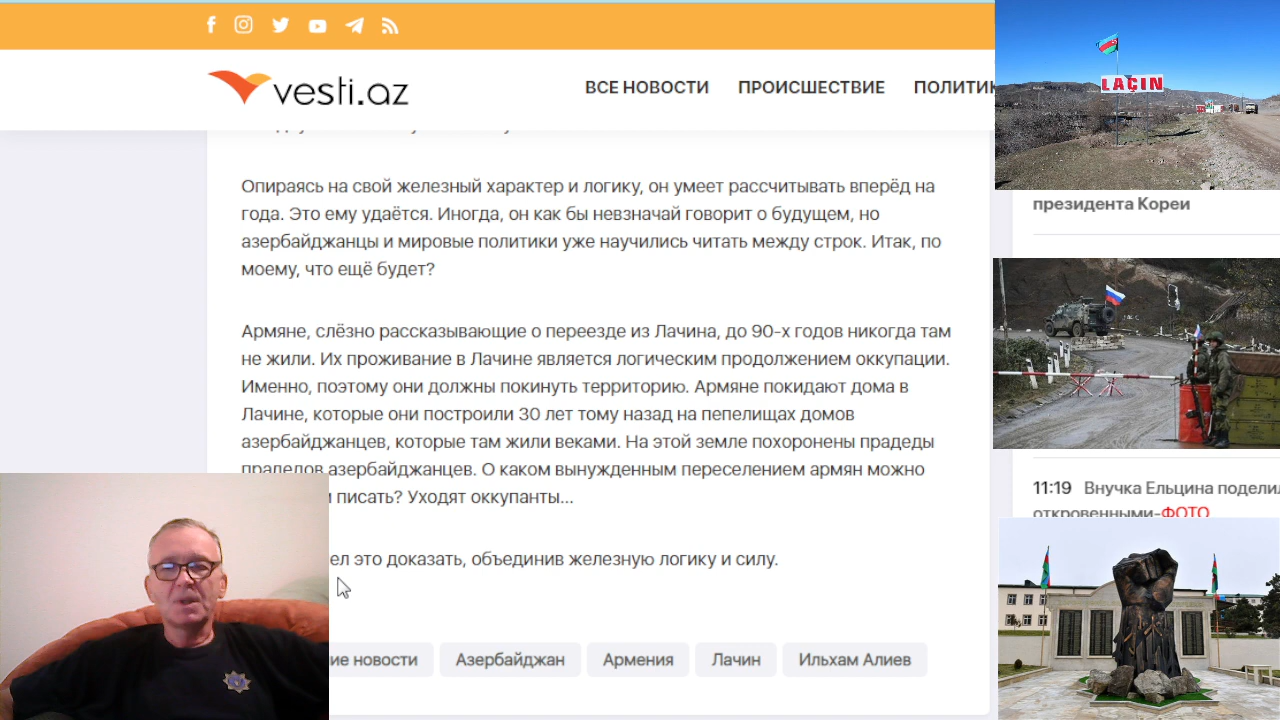 vesti.az
ВСЕ НОВОСТИ
ПРОИСШЕСТВИЕ
ПОЛИТИК
LAÇIN
Опираясь на свой железный характер и логику, он умеет рассчитывать вперёд на
года. Это ему удаётся. Иногда, он как бы невзначай говорит о будущем, но
азербайджанцы и мировые политики уже научились читать между строк. Итак, по
моему, что ещё будет?
Армяне, слёзно рассказывающие о переезде из Лачина, до 90-х годов никогда там
не жили. Их проживание в Лачине является логическим продолжением оккупации.
Именно, поэтому они должны покинуть территорию. Армяне покидают дома в
Лачине, которые они построили 30 лет тому назад на пепелищах домов
азербайджанцев, которые там жили веками. На этой земле похоронены прадеды
прадедов азербайджанцев. О каком вынужденным переселением армян можно
писать? Уходят оккупанты...
ел это доказать, объединив железную логику и силу.
ие новости
Азербайджан
Армения
Лачин
Ильхам Алиев
президента Кореи
11:19 Внучка Ельцина поделил
откровенными-ФОТО